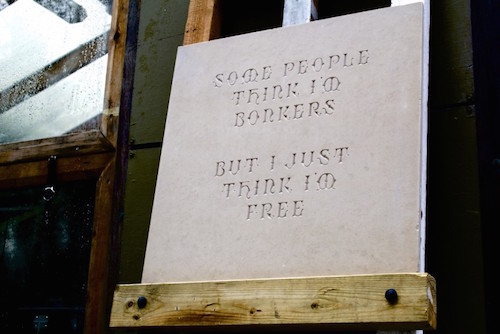 SOME PEOPLE
THINK I'M
BONKERS
BUT I JUST
THINK I'M
FREE